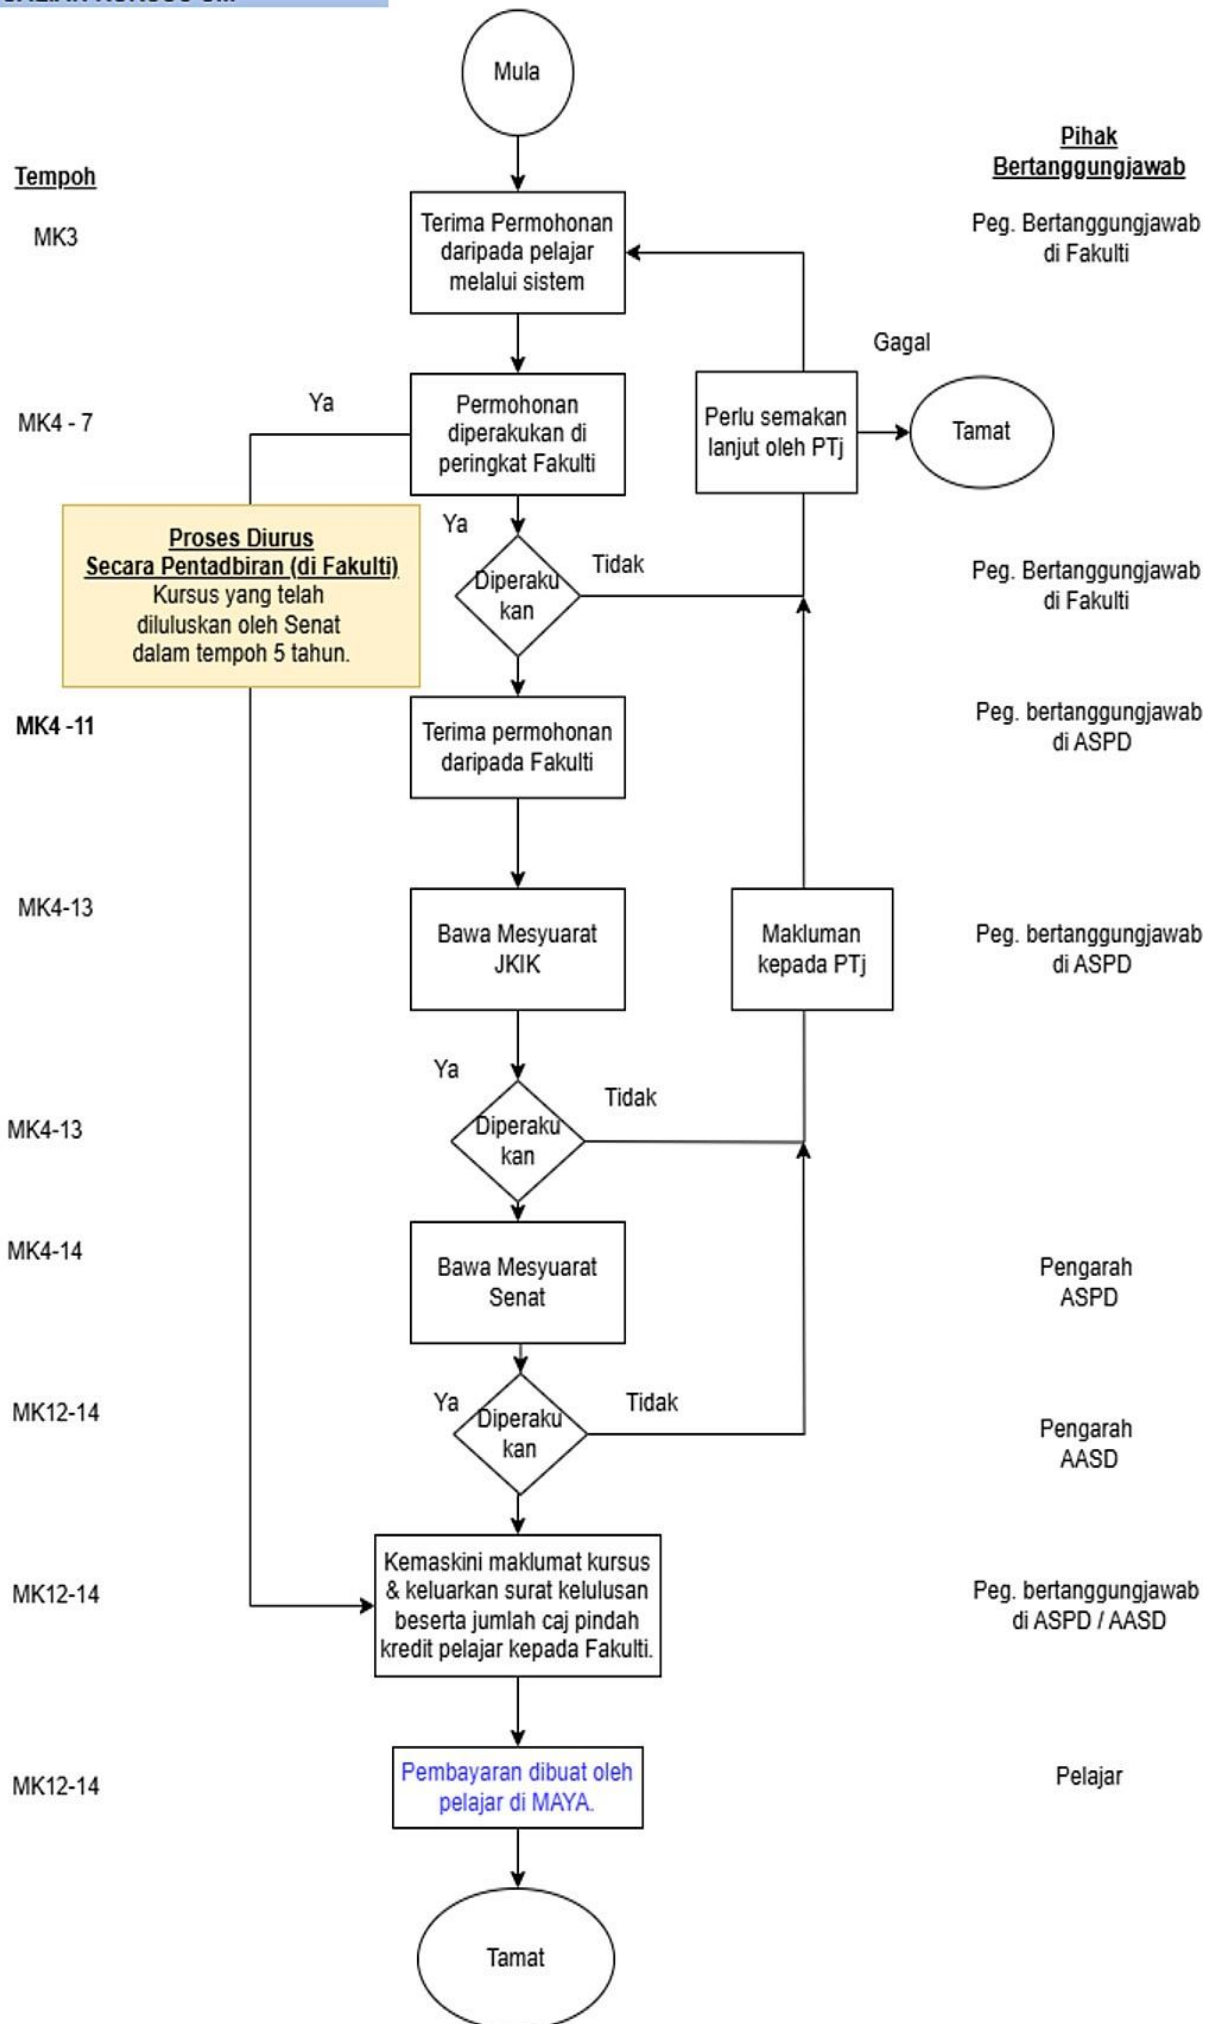 Mula
Pihak
Bertanggungjawab
Tempoh
MK3
Terima Permohonan
daripada pelajar
melalui sistem
Peg. Bertanggungjawab
di Fakulti
Gagal
MK4 - 7
Ya
Permohonan
diperakukan di
peringkat Fakulti
Perlu semakan
lanjut oleh PTj
Tamat
Proses Diurus
Secara Pentadbiran (di Fakulti)
Kursus yang telah
diluluskan oleh Senat
dalam tempoh 5 tahun.
Ya
Diperaku
kan
Tidak
Peg. Bertanggungjawab
di Fakulti
MK4 -11
Terima permohonan
daripada Fakulti
Peg. bertanggungjawab
di ASPD
MK4-13
Bawa Mesyuarat
JKIK
Makluman
kepada PTj
Peg. bertanggungjawab
di ASPD
Ya
Tidak
MK4-13
Diperaku
kan
MK4-14
Bawa Mesyuarat
Senat
Pengarah
ASPD
MK12-14
Ya
Diperaku
kan
Tidak
Pengarah
AASD
MK12-14
Kemaskini maklumat kursus
& keluarkan surat kelulusan
beserta jumlah caj pindah
kredit pelajar kepada Fakulti.
Peg. bertanggungjawab
di ASPD / AASD
MK12-14
Pembayaran dibuat oleh
pelajar di MAYA.
Pelajar
Tamat